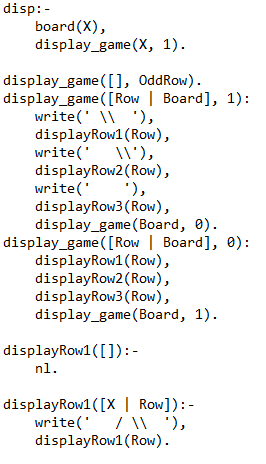 disp:-
    board(X),
    display_game(X, 1).

display_game([], OddRow).
display_game([Row | Board], 1):
    write(' \\  '),
    displayRow1(Row),
    write('   \\'),
    displayRow2(Row),
    write('    '),
    displayRow3(Row),
    display_game(Board, 0).
display_game([Row | Board], 0):
    displayRow1(Row),
    displayRow2(Row),
    displayRow3(Row),
    display_game(Board, 1).

displayRow1([]):-
    nl.

displayRow1([X | Row]):-
    write('   / \\  '),
    displayRow1(Row).